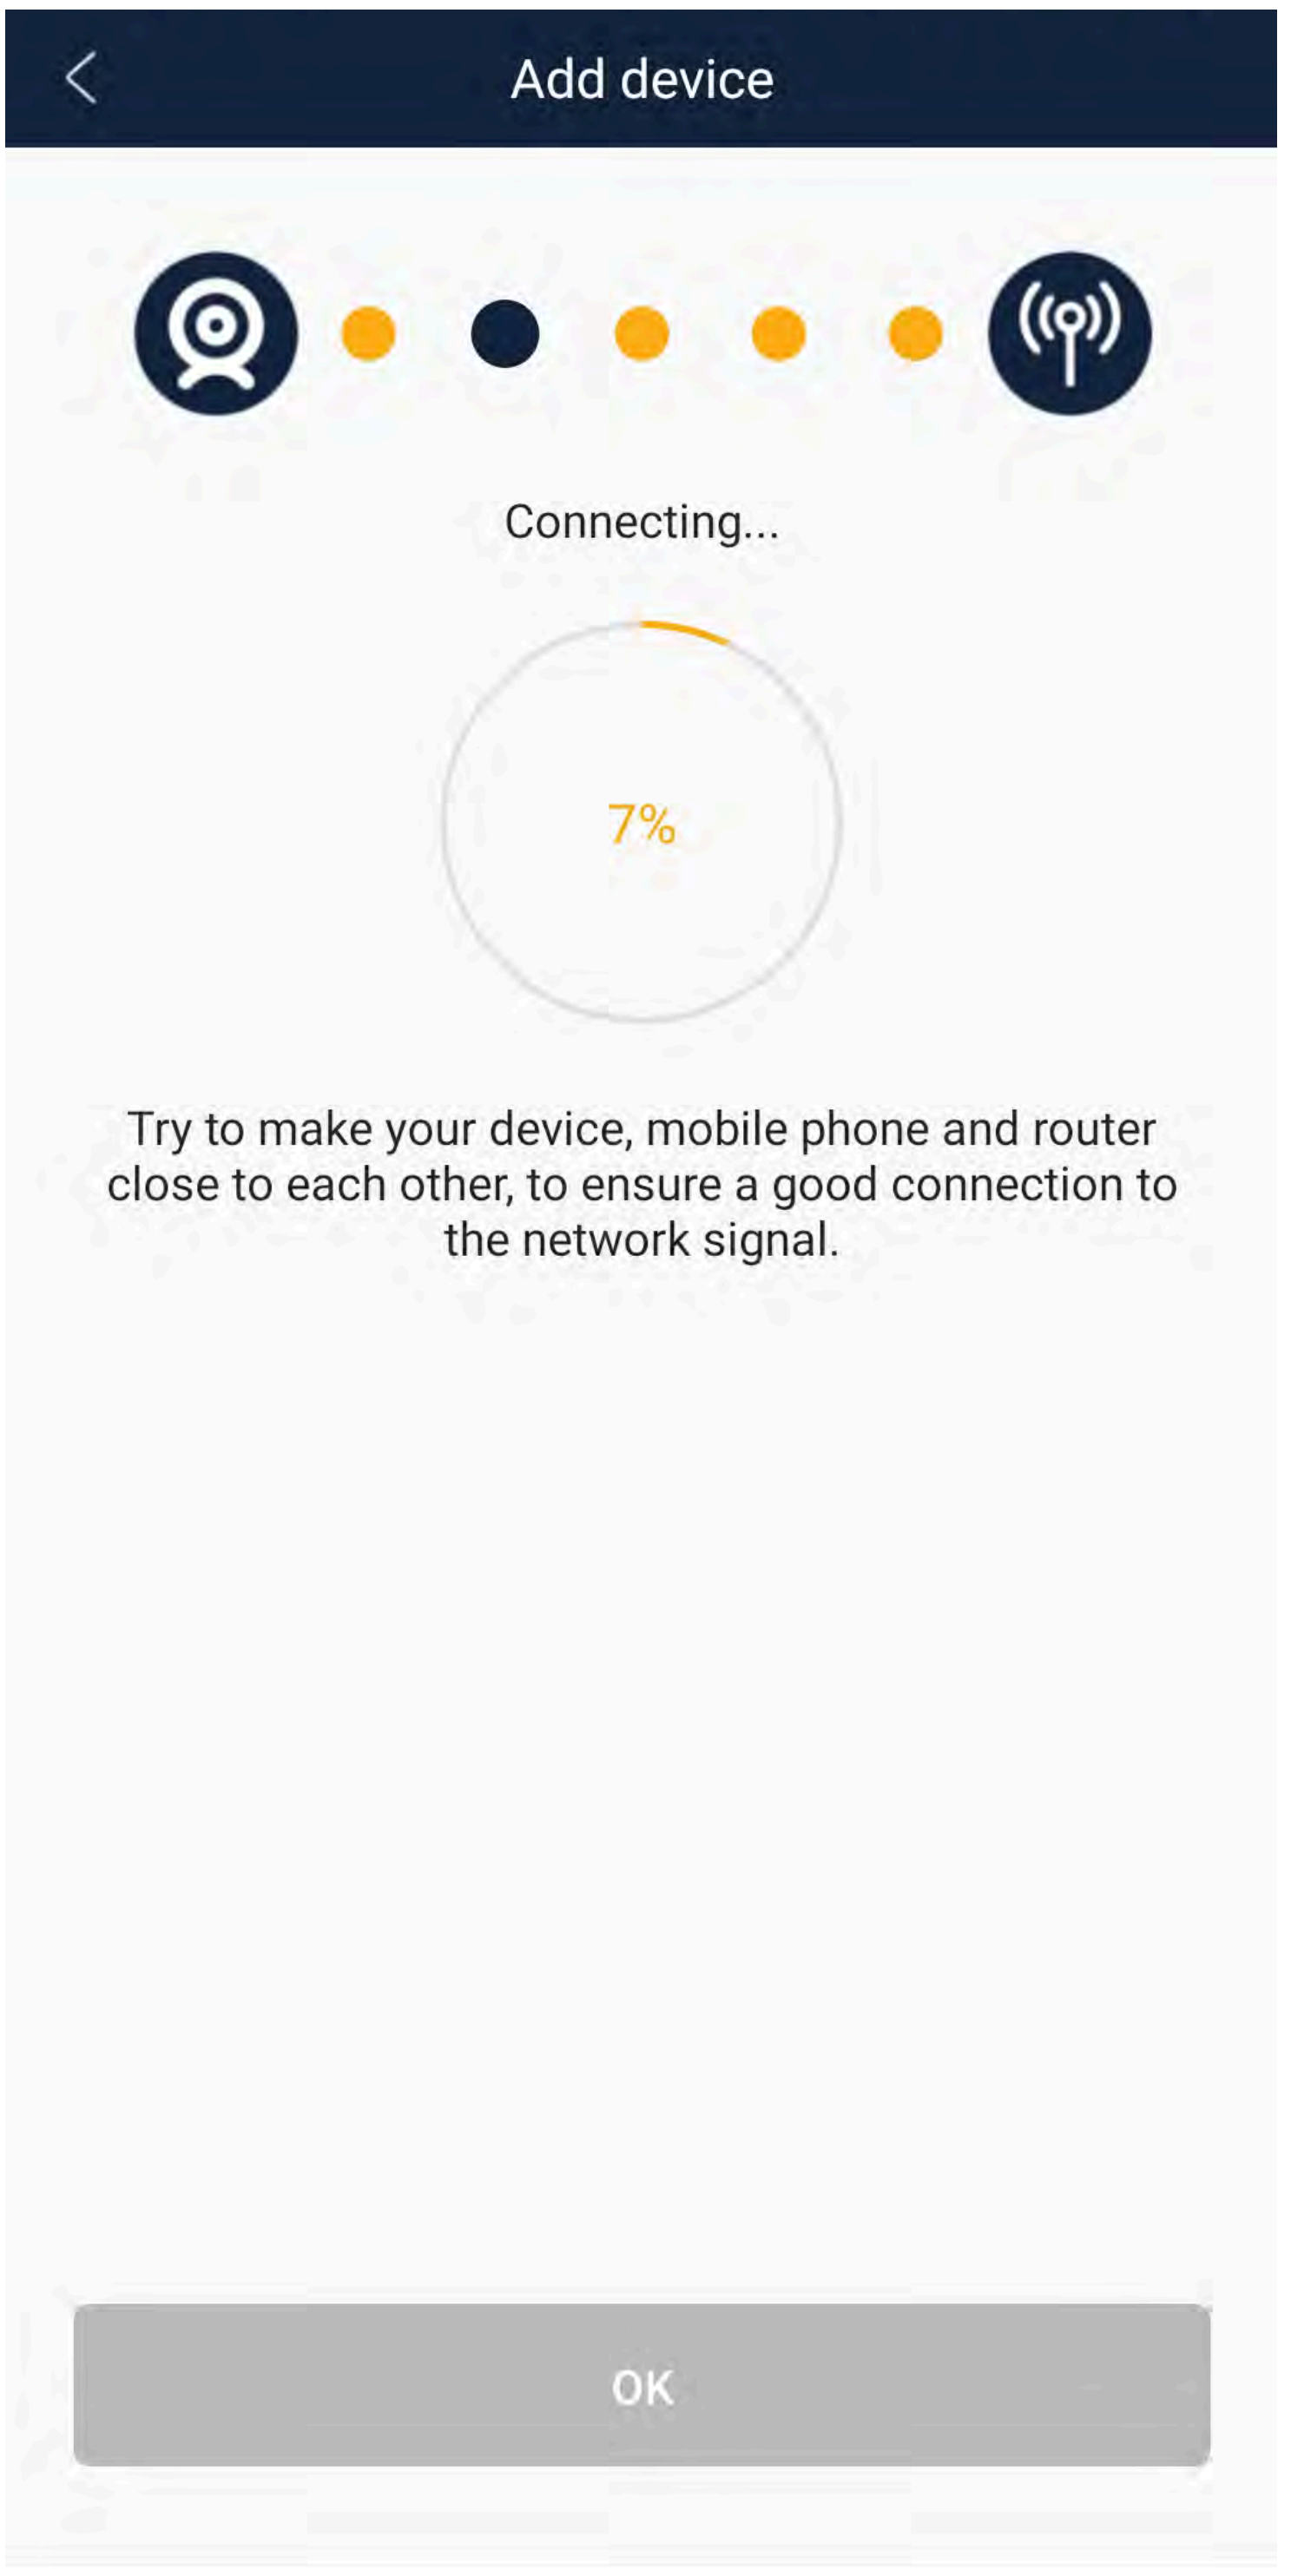 Add device
Connecting...
7%
Try to make your device, mobile phone and router
close to each other, to ensure a good connection to
the network signal.
OK